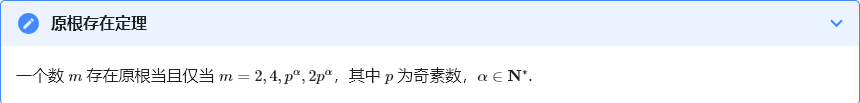 原根存在定理
一个数 m 存在原根当且仅当 m = 2, 4, p^α, 2p^α，其中 p 为奇素数，α ∈ N*.